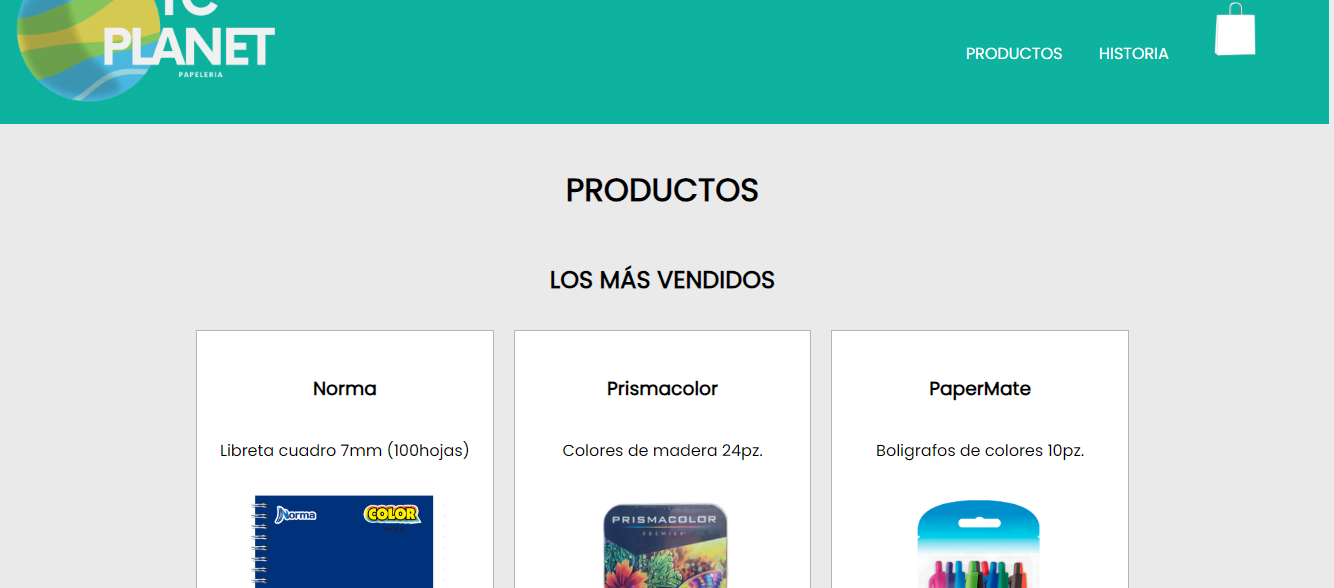 PLANET
PAPELERIA
PRODUCTOS
HISTORIA
PRODUCTOS
LOS MÁS VENDIDOS
Norma
Libreta cuadro 7mm (100hojas)
Norma
COLOR
Prismacolor
Colores de madera 24pz.
PRISMACOLOR
PREMIER
PaperMate
Boligrafos de colores 10pz.